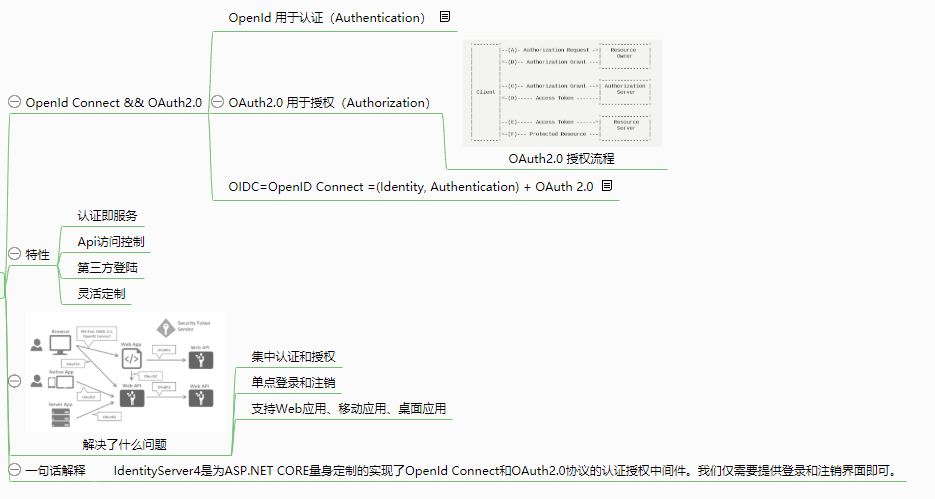 OpenId 用于认证（Authentication）
OpenId Connect && OAuth2.0
OAuth2.0 用于授权（Authorization）
--(A)- Authorization Request ->
Resource
Owner
<-(B)-- Authorization Grant ---
Client
--(C)-- Authorization Grant -->
Authorization
Server
<-(D)----- Access Token -------
--(E)----- Access Token ------>
Resource
Server
<-(F)--- Protected Resource ---
OAuth2.0 授权流程
OIDC=OpenID Connect =(Identity, Authentication) + OAuth 2.0
特性
认证即服务
Api访问控制
第三方登陆
灵活定制
Browser
Security Token
Service
OpenID Connect
Web App
OAuth2
Web API
OAuth2
Native App
OAuth2
Web API
OAuth2
Web API
OAuth2
Server App
OAuth2
解决了什么问题
集中认证和授权
单点登录和注销
支持Web应用、移动应用、桌面应用
一句话解释
IdentityServer4是为ASP.NET CORE量身定制的实现了OpenId Connect和OAuth2.0协议的认证授权中间件。我们仅需要提供登录和注销界面即可。